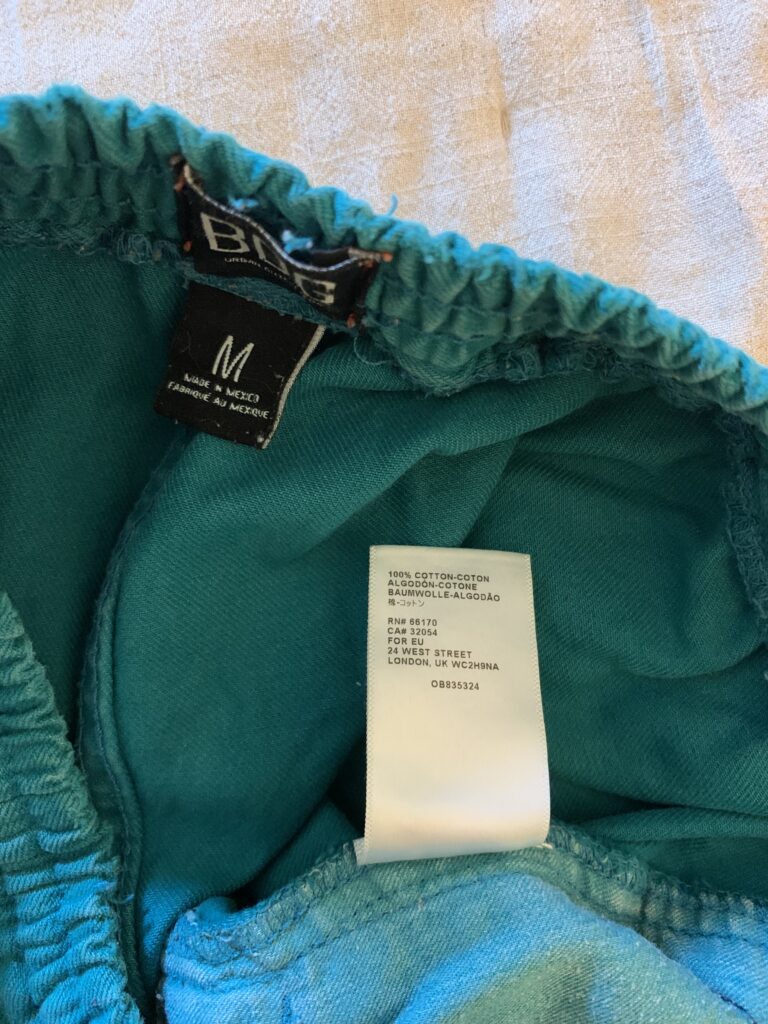 BDG
URBAN
M
MADE IN MEXICO
FABRIQUÉ AU MEXIQUE
100% COTTON-COTON
ALGODÓN-COTONE
BAUMWOLLE-ALGODÃO
棉-コットン
RN# 66170
CA# 32054
FOR EU
24 WEST STREET
LONDON, UK WC2H9NA
OB835324